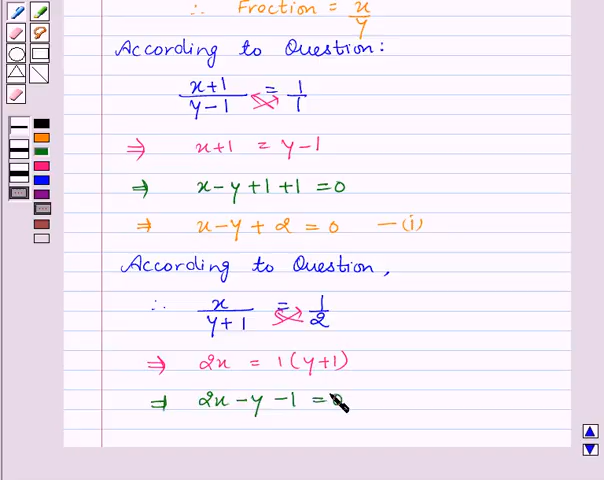 ∴ Fraction = x/y
According to Question:
(x+1)/(y-1) = 1/1
⇒ x+1 = y-1
⇒ x-y+1+1=0
⇒ x-y+2=0 —(i)
According to Question,
∴ x/(y+1) = 1/2
⇒ 2x = 1(y+1)
⇒ 2x-y-1=0